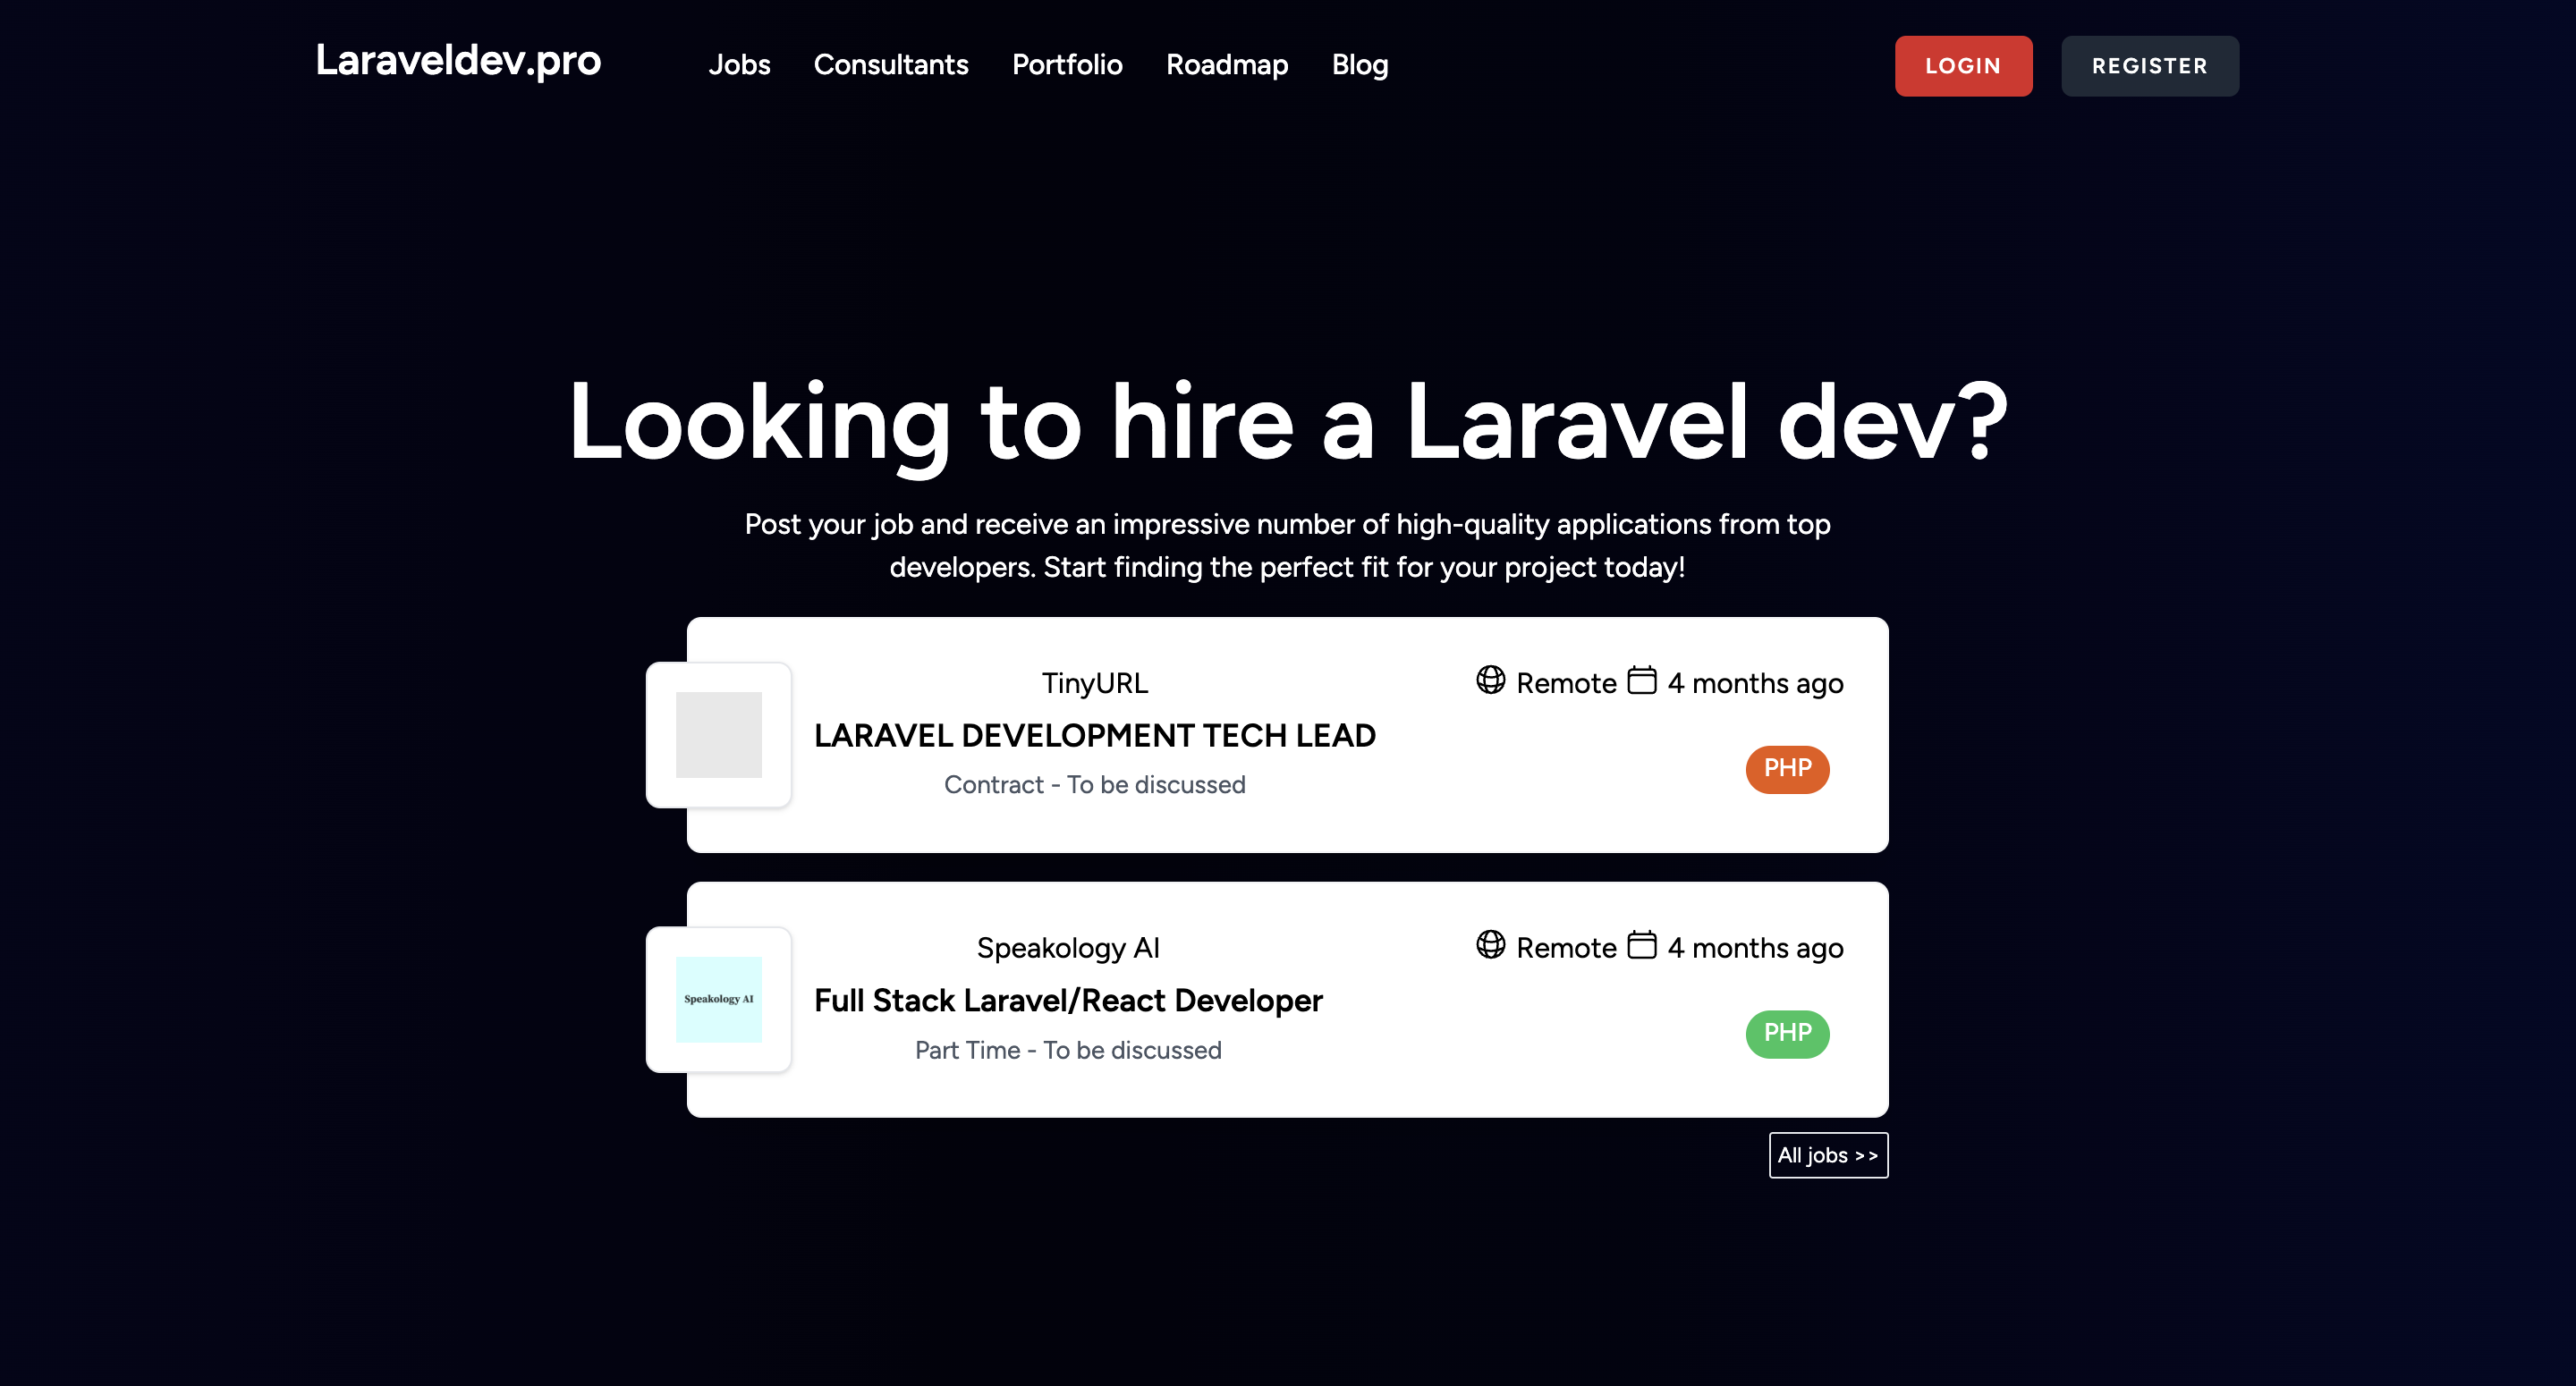 Laraveldev.pro
Jobs Consultants Portfolio Roadmap Blog
LOGIN REGISTER
Looking to hire a Laravel dev?
Post your job and receive an impressive number of high-quality applications from top
developers. Start finding the perfect fit for your project today!
TinyURL
LARAVEL DEVELOPMENT TECH LEAD
Contract - To be discussed
Remote 4 months ago
PHP
Speakology AI
Speakology AI
Full Stack Laravel/React Developer
Part Time - To be discussed
Remote 4 months ago
PHP
All jobs >>